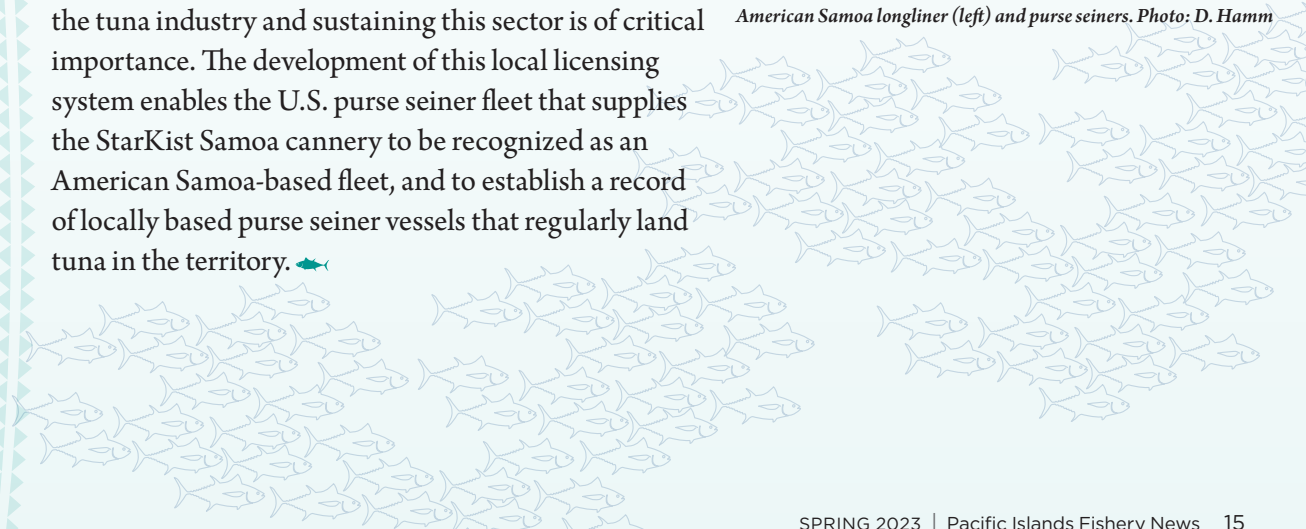 the tuna industry and sustaining this sector is of critical
importance. The development of this local licensing
system enables the U.S. purse seiner fleet that supplies
the StarKist Samoa cannery to be recognized as an
American Samoa-based fleet, and to establish a record
of locally based purse seiner vessels that regularly land
tuna in the territory.
American Samoa longliner (left) and purse seiners. Photo: D. Hamm
SPRING 2023 | Pacific Islands Fishery News 15